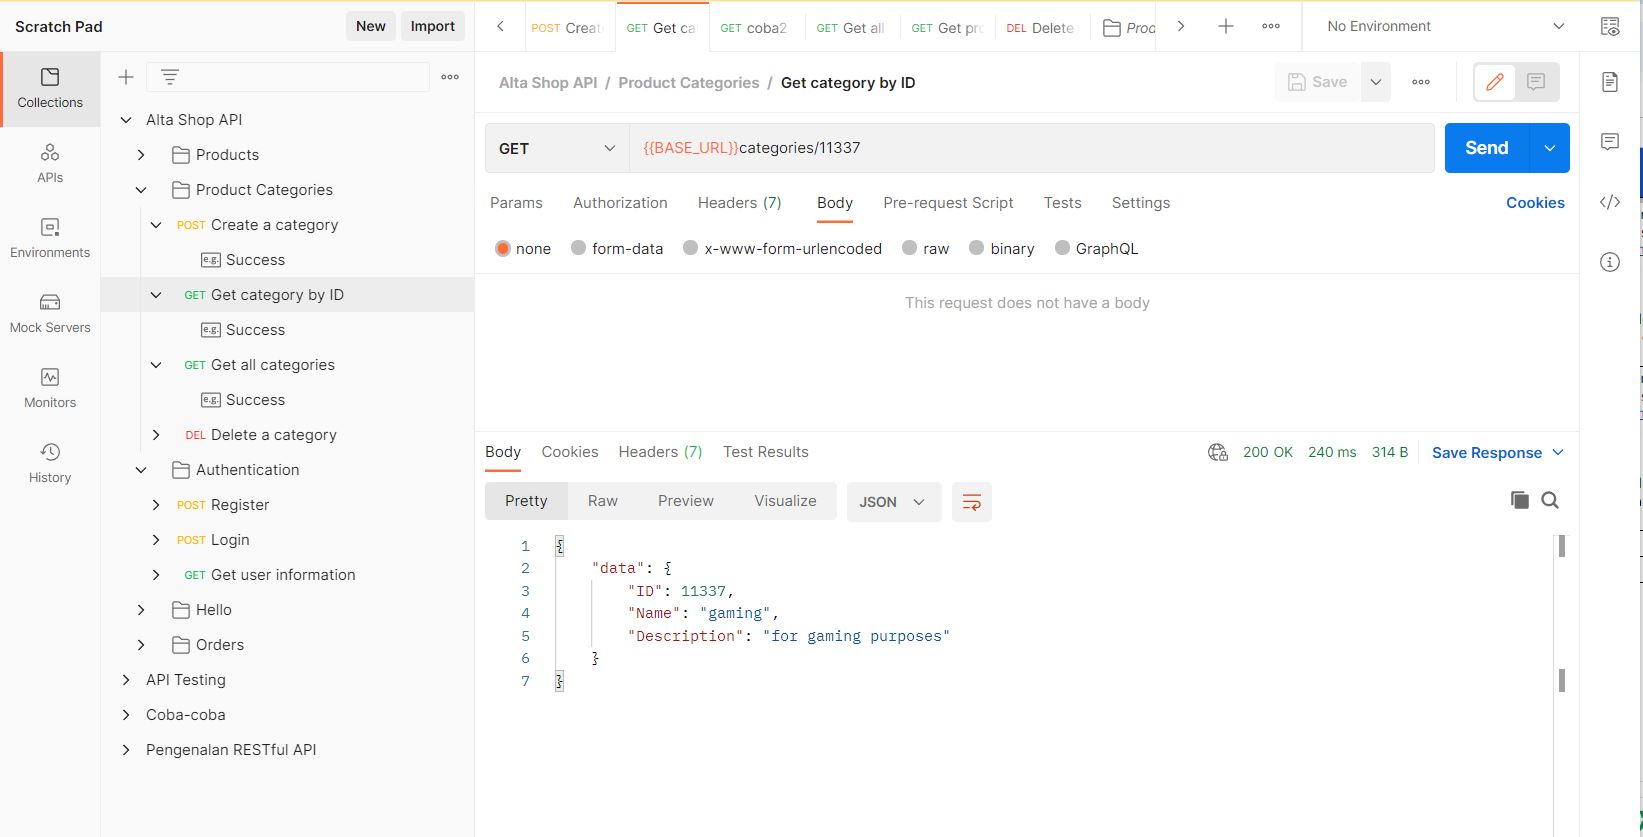 Scratch Pad
New
Import
POST Create
GET Get ca
GET coba2
GET Get all
GET Get pro
DEL Delete
Prod
No Environment
Collections
APIs
Environments
Mock Servers
Monitors
History
Alta Shop API
Products
Product Categories
POST Create a category
e.g. Success
GET Get category by ID
e.g. Success
GET Get all categories
e.g. Success
DEL Delete a category
Authentication
POST Register
POST Login
GET Get user information
Hello
Orders
API Testing
Coba-coba
Pengenalan RESTful API
Alta Shop API / Product Categories / Get category by ID
Save
GET
{{BASE_URL}}categories/11337
Send
Params Authorization Headers (7) Body Pre-request Script Tests Settings
Cookies
none form-data x-www-form-urlencoded raw binary GraphQL
This request does not have a body
Body Cookies Headers (7) Test Results
200 OK 240 ms 314 B Save Response
Pretty Raw Preview Visualize JSON
1 {
2 "data": {
3 "ID": 11337,
4 "Name": "gaming",
5 "Description": "for gaming purposes"
6 }
7 }